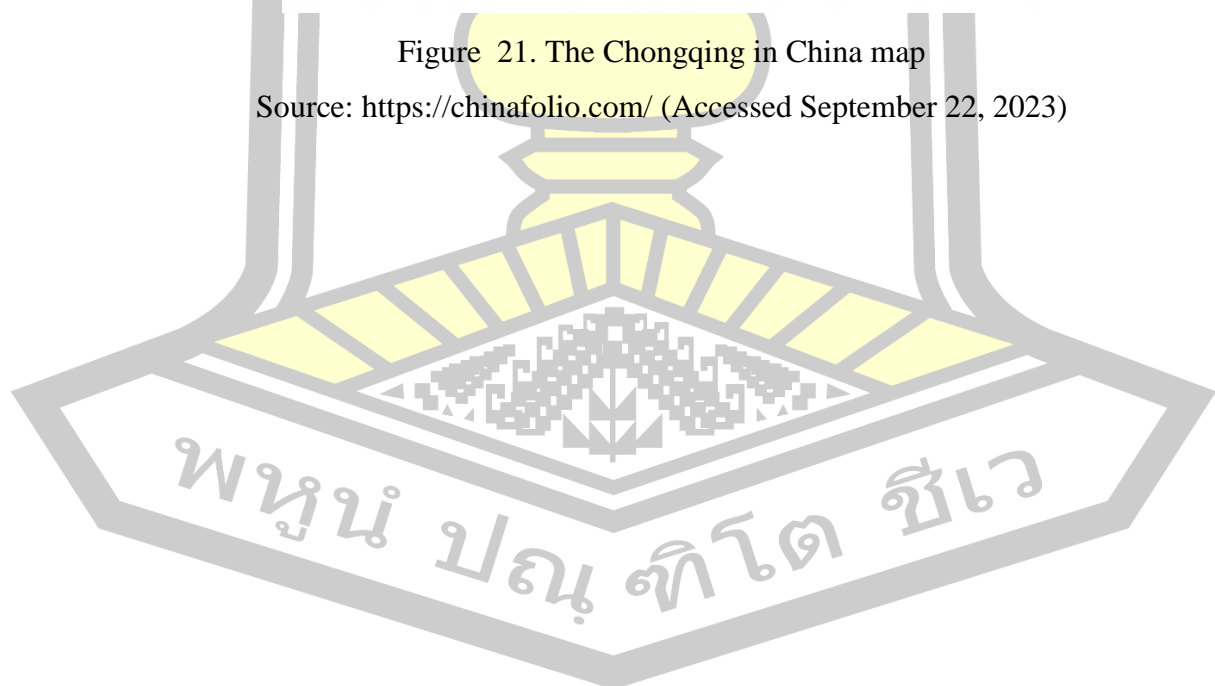 Figure  21. The Chongqing in China map
Source: https://chinafolio.com/ (Accessed September 22, 2023)
พหูนํ ปณฺฑิโต ชีเว